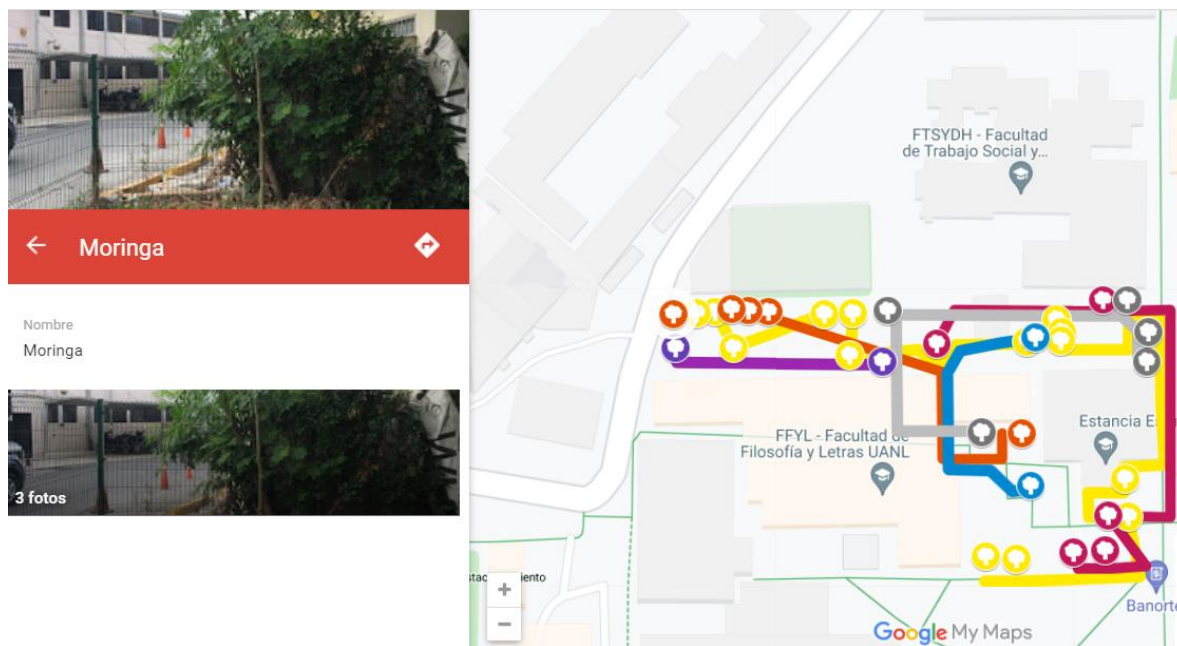 Moringa
Nombre
Moringa
3 fotos
FTSYDH - Facultad
de Trabajo Social y...
FFYL - Facultad de
Filosofía y Letras UANL
Estancia E
Banorte
Google My Maps